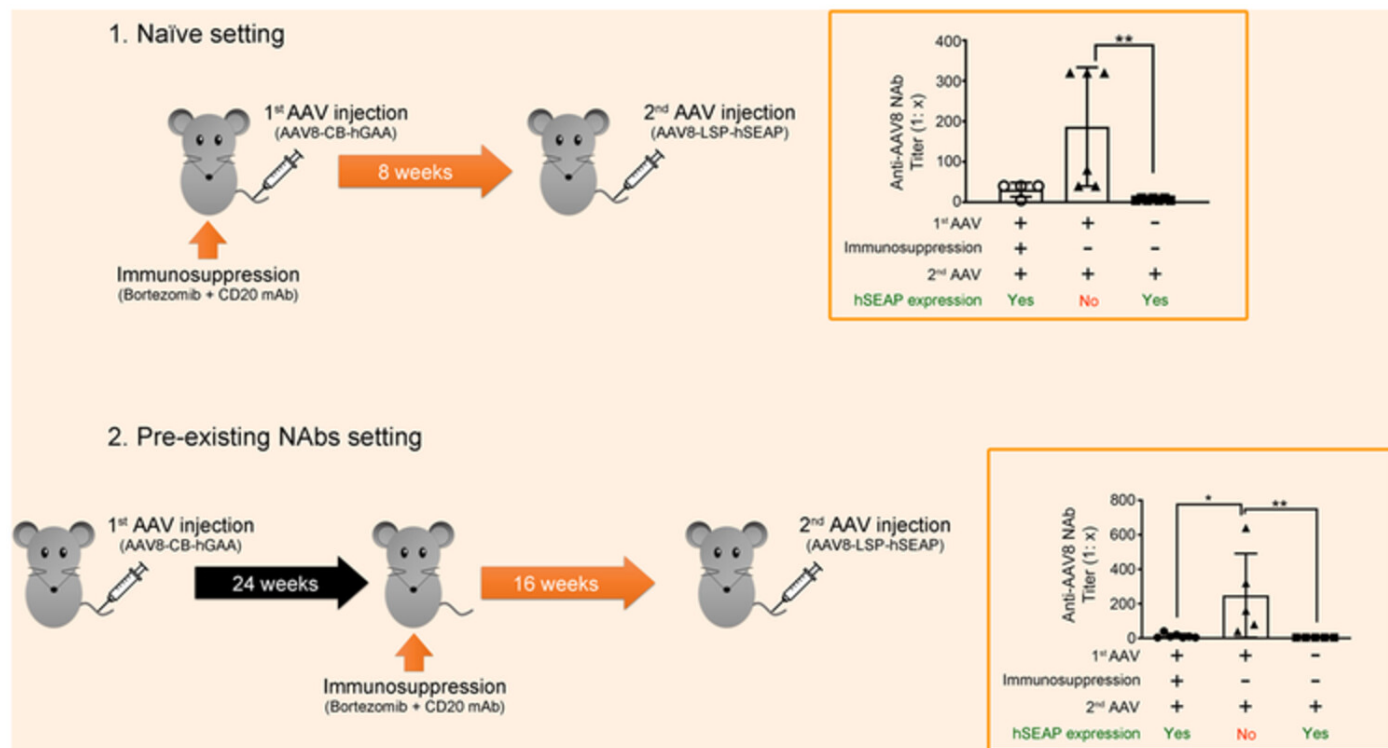 1. Naïve setting
1st AAV injection
(AAV8-CB-hGAA)
8 weeks
2nd AAV injection
(AAV8-LSP-hSEAP)
Immunosuppression
(Bortezomib + CD20 mAb)
Anti-AAV8 NAb
Titer (1: x)
400
300
200
100
0
**
1st AAV + + -
Immunosuppression + - -
2nd AAV + + +
hSEAP expression Yes No Yes
2. Pre-existing NAbs setting
1st AAV injection
(AAV8-CB-hGAA)
24 weeks
16 weeks
2nd AAV injection
(AAV8-LSP-hSEAP)
Immunosuppression
(Bortezomib + CD20 mAb)
Anti-AAV8 NAb
Titer (1: x)
800
600
400
200
0
* **
1st AAV + + -
Immunosuppression + - -
2nd AAV + + +
hSEAP expression Yes No Yes